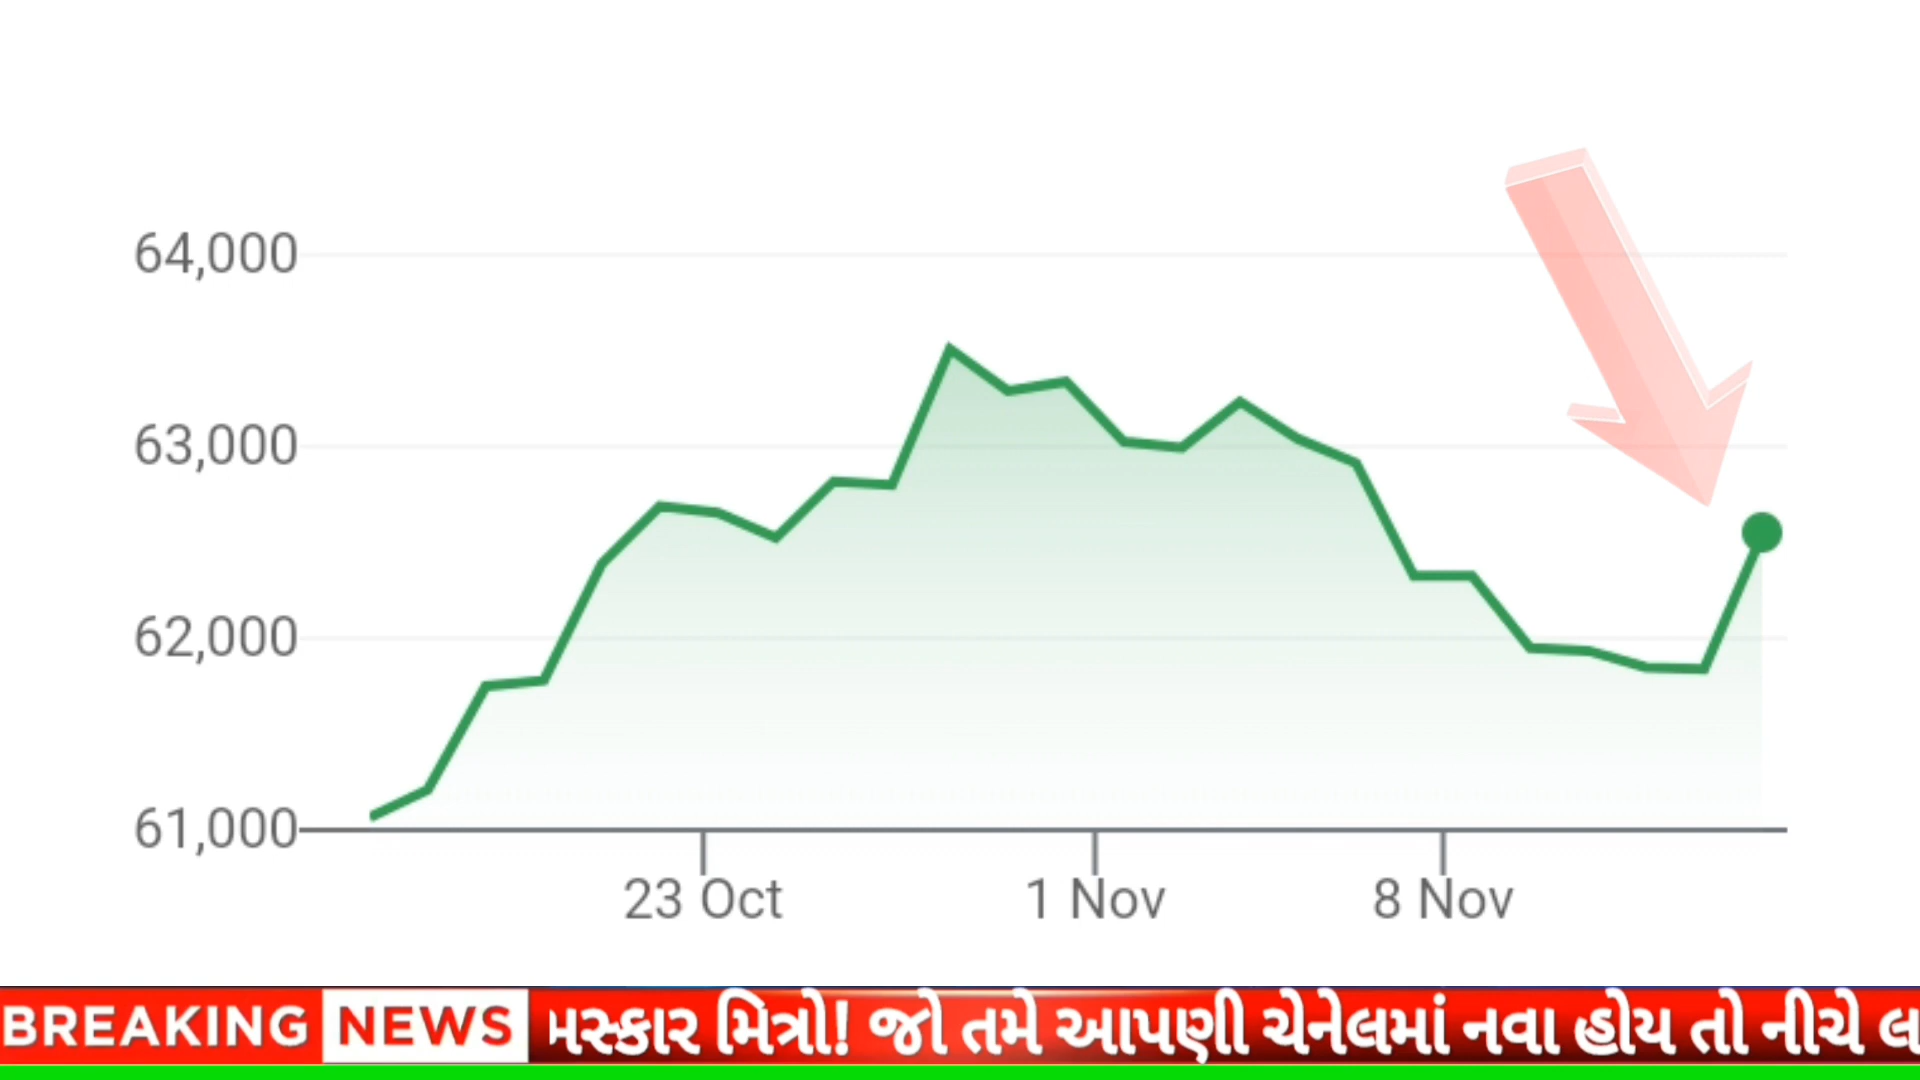 64,000
63,000
62,000
61,000
23 Oct
1 Nov
8 Nov
BREAKING NEWS મસ્કાર મિત્રો! જો તમે આપણી ચેનેલમાં નવા હોય તો નીચે લ